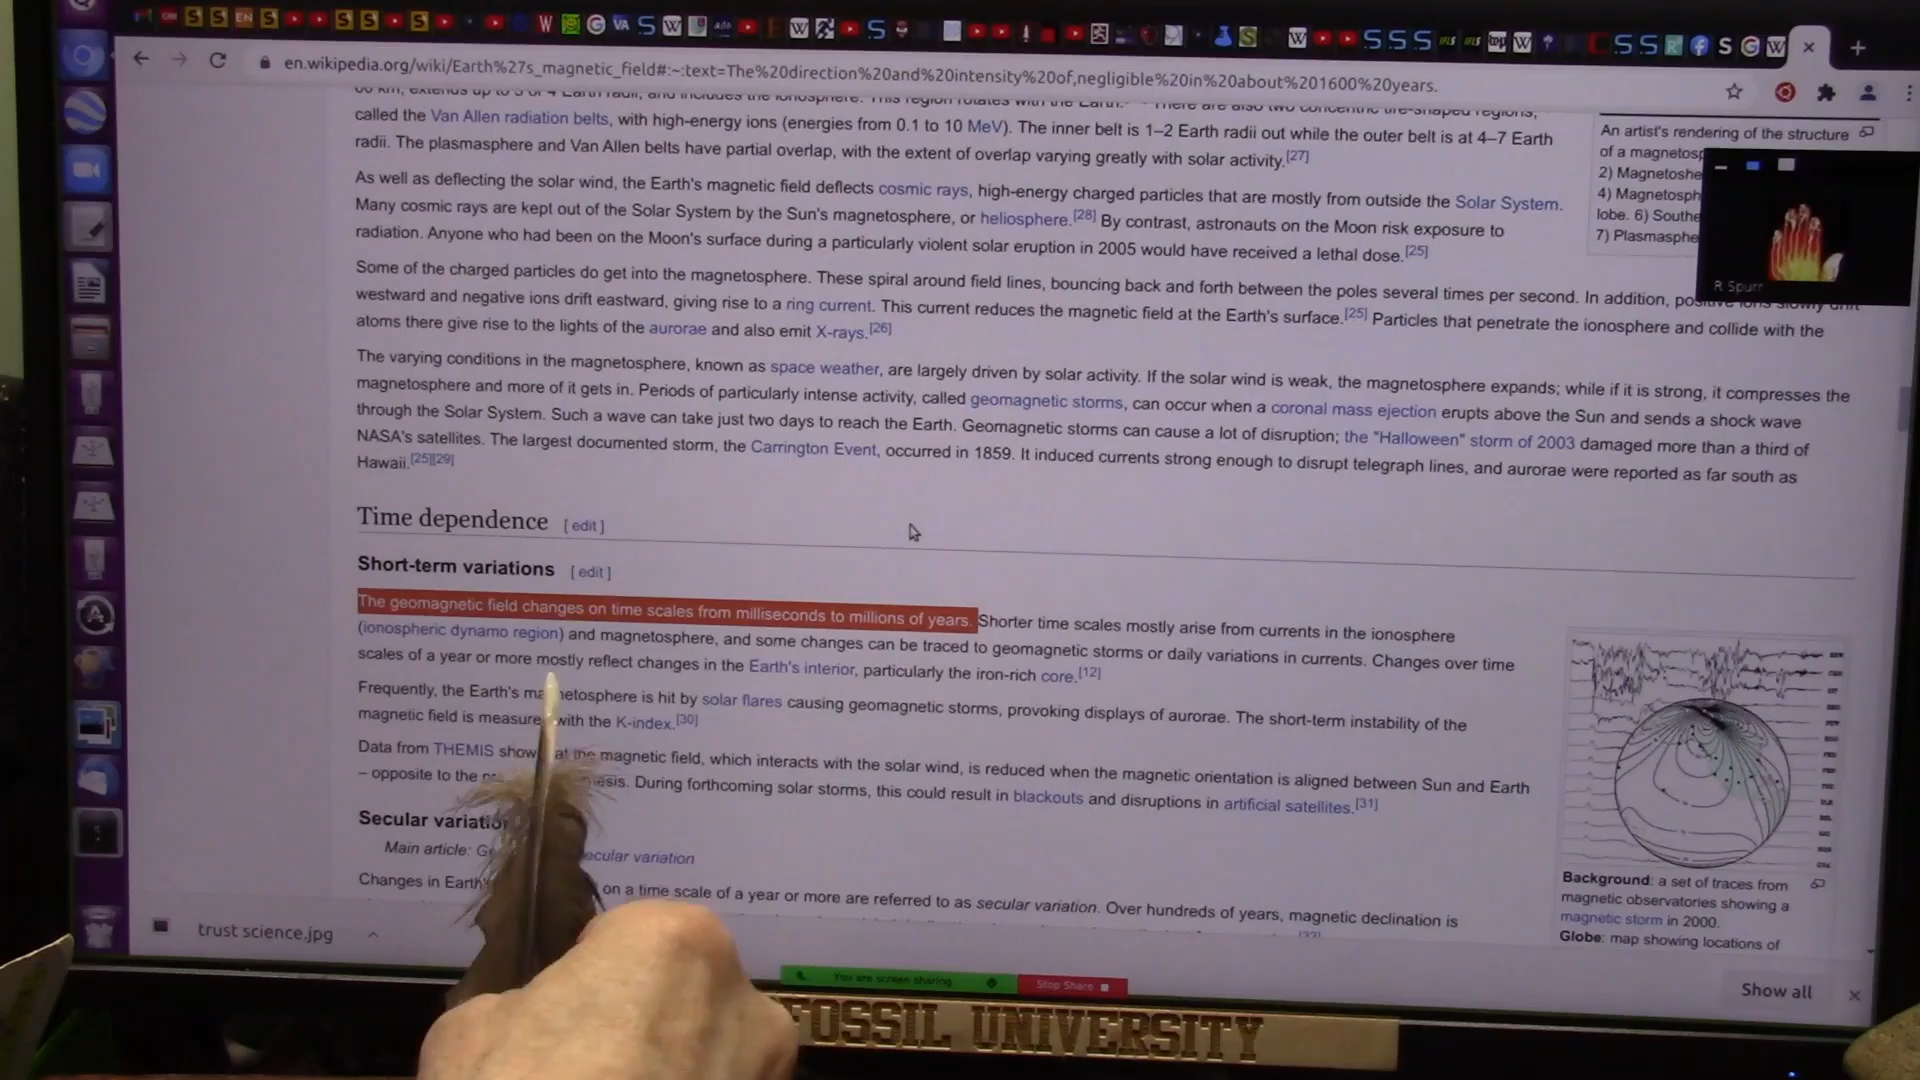 en.wikipedia.org/wiki/Earth%27s_magnetic_field#:~:text=The%20direction%20and%20intensity%20of,negligible%20in%20about%201600%20years.
called the Van Allen radiation belts, with high-energy ions (energies from 0.1 to 10 MeV). The inner belt is 1–2 Earth radii out while the outer belt is at 4–7 Earth
radii. The plasmasphere and Van Allen belts have partial overlap, with the extent of overlap varying greatly with solar activity.[27]
As well as deflecting the solar wind, the Earth's magnetic field deflects cosmic rays, high-energy charged particles that are mostly from outside the Solar System.
Many cosmic rays are kept out of the Solar System by the Sun's magnetosphere, or heliosphere.[28] By contrast, astronauts on the Moon risk exposure to
radiation. Anyone who had been on the Moon's surface during a particularly violent solar eruption in 2005 would have received a lethal dose.[25]
Some of the charged particles do get into the magnetosphere. These spiral around field lines, bouncing back and forth between the poles several times per second. In addition,
westward and negative ions drift eastward, giving rise to a ring current. This current reduces the magnetic field at the Earth's surface.[25] Particles that penetrate the ionosphere and collide with the
atoms there give rise to the lights of the aurorae and also emit X-rays.[26]
The varying conditions in the magnetosphere, known as space weather, are largely driven by solar activity. If the solar wind is weak, the magnetosphere expands; while if it is strong, it compresses the
magnetosphere and more of it gets in. Periods of particularly intense activity, called geomagnetic storms, can occur when a coronal mass ejection erupts above the Sun and sends a shock wave
through the Solar System. Such a wave can take just two days to reach the Earth. Geomagnetic storms can cause a lot of disruption; the "Halloween" storm of 2003 damaged more than a third of
NASA's satellites. The largest documented storm, the Carrington Event, occurred in 1859. It induced currents strong enough to disrupt telegraph lines, and aurorae were reported as far south as
Hawaii.[25][29]
Time dependence [ edit ]
Short-term variations [ edit ]
The geomagnetic field changes on time scales from milliseconds to millions of years. Shorter time scales mostly arise from currents in the ionosphere
(ionospheric dynamo region) and magnetosphere, and some changes can be traced to geomagnetic storms or daily variations in currents. Changes over time
scales of a year or more mostly reflect changes in the Earth's interior, particularly the iron-rich core.[12]
Frequently, the Earth's magnetosphere is hit by solar flares causing geomagnetic storms, provoking displays of aurorae. The short-term instability of the
magnetic field is measured with the K-index.[30]
Data from THEMIS show at the magnetic field, which interacts with the solar wind, is reduced when the magnetic orientation is aligned between Sun and Earth
– opposite to the esis. During forthcoming solar storms, this could result in blackouts and disruptions in artificial satellites.[31]
Secular variatio
Main article: G ecular variation
Changes in Earth' on a time scale of a year or more are referred to as secular variation. Over hundreds of years, magnetic declination is
An artist's rendering of the structure
of a magnetosp
2) Magnetoshe
4) Magnetosph
lobe. 6) Southe
7) Plasmasphe
R Spurr
Background: a set of traces from
magnetic observatories showing a
magnetic storm in 2000.
Globe: map showing locations of
trust science.jpg
Show all
You are screen sharing
Stop Share
FOSSIL UNIVERSITY